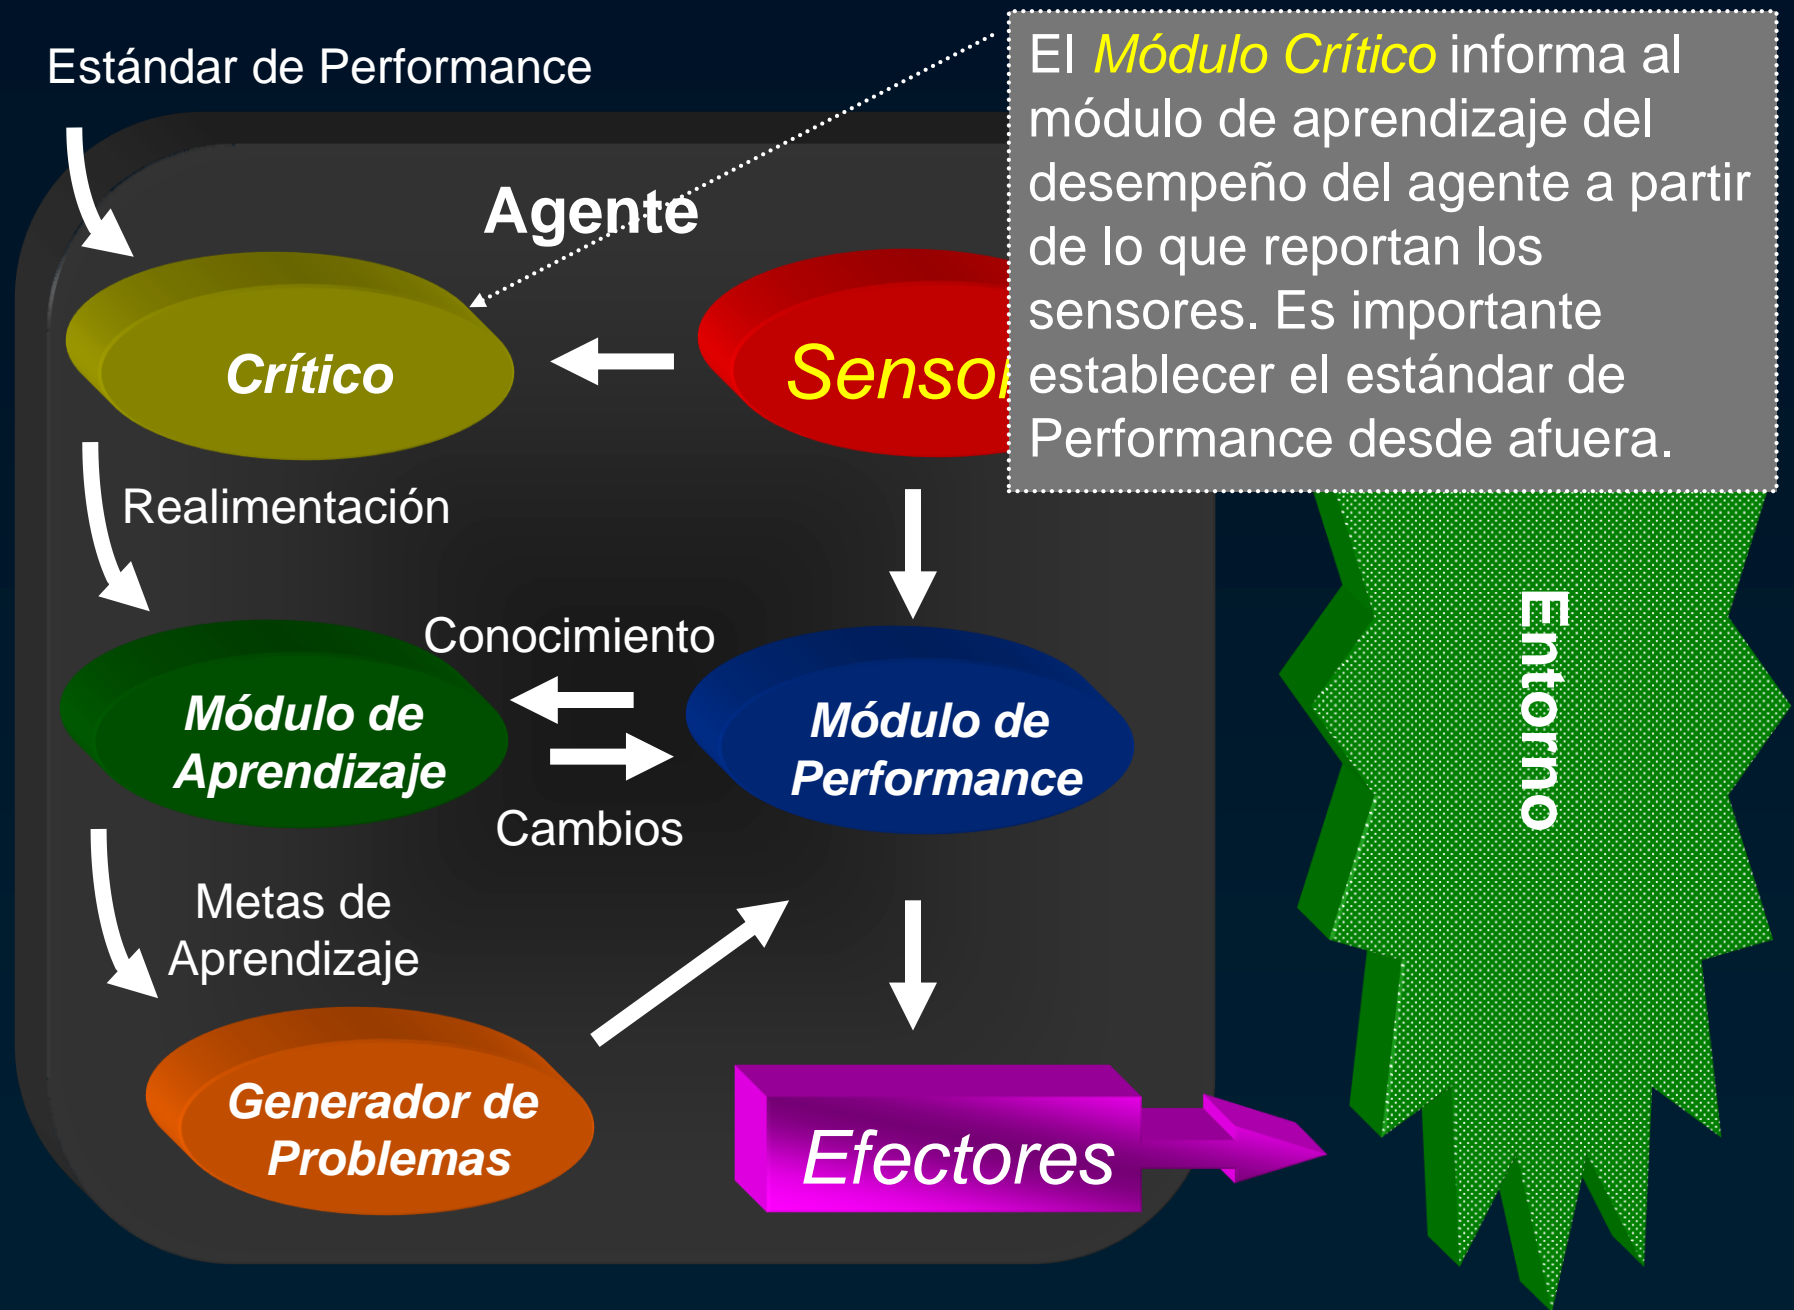 Estándar de Performance
El Módulo Crítico informa al
módulo de aprendizaje del
desempeño del agente a partir
de lo que reportan los
sensores. Es importante
establecer el estándar de
Performance desde afuera.
Agente
Crítico
Realimentación
Conocimiento
Módulo de
Aprendizaje
Módulo de
Performance
Cambios
Metas de
Aprendizaje
Generador de
Problemas
Efectores
Entorno